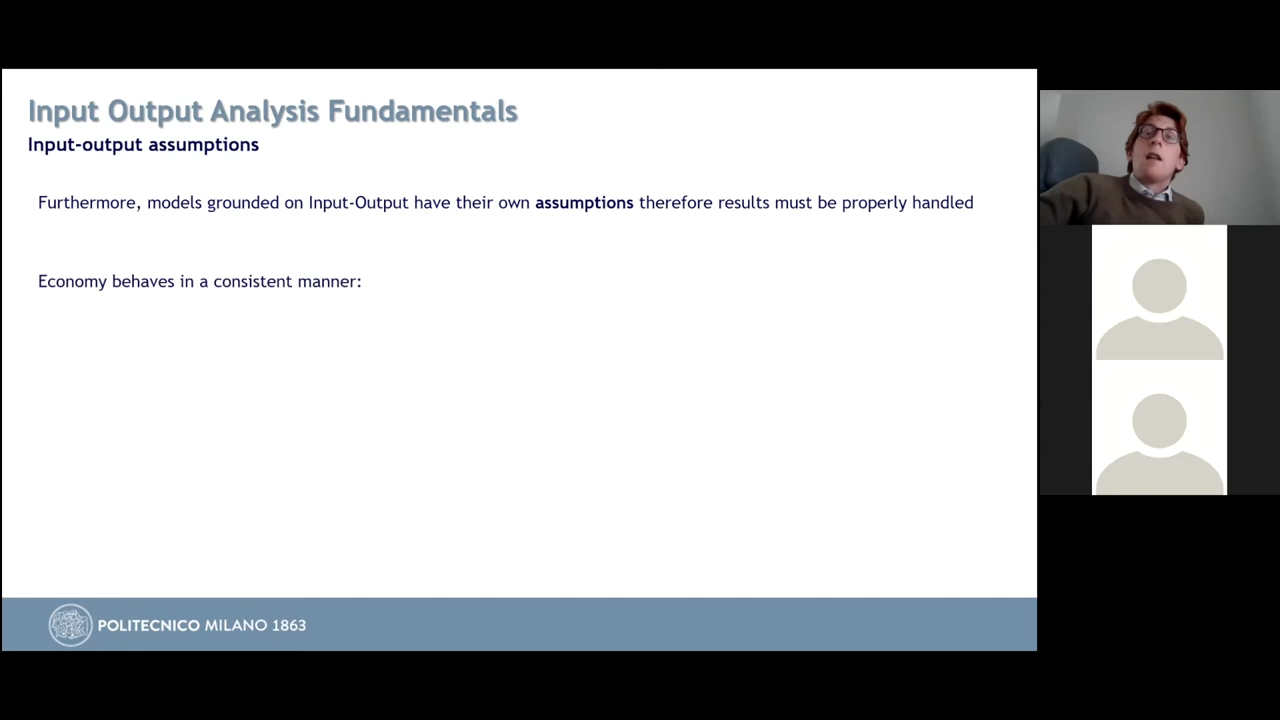 Input Output Analysis Fundamentals
Input-output assumptions
Furthermore, models grounded on Input-Output have their own assumptions therefore results must be properly handled
Economy behaves in a consistent manner:
POLITECNICO MILANO 1863